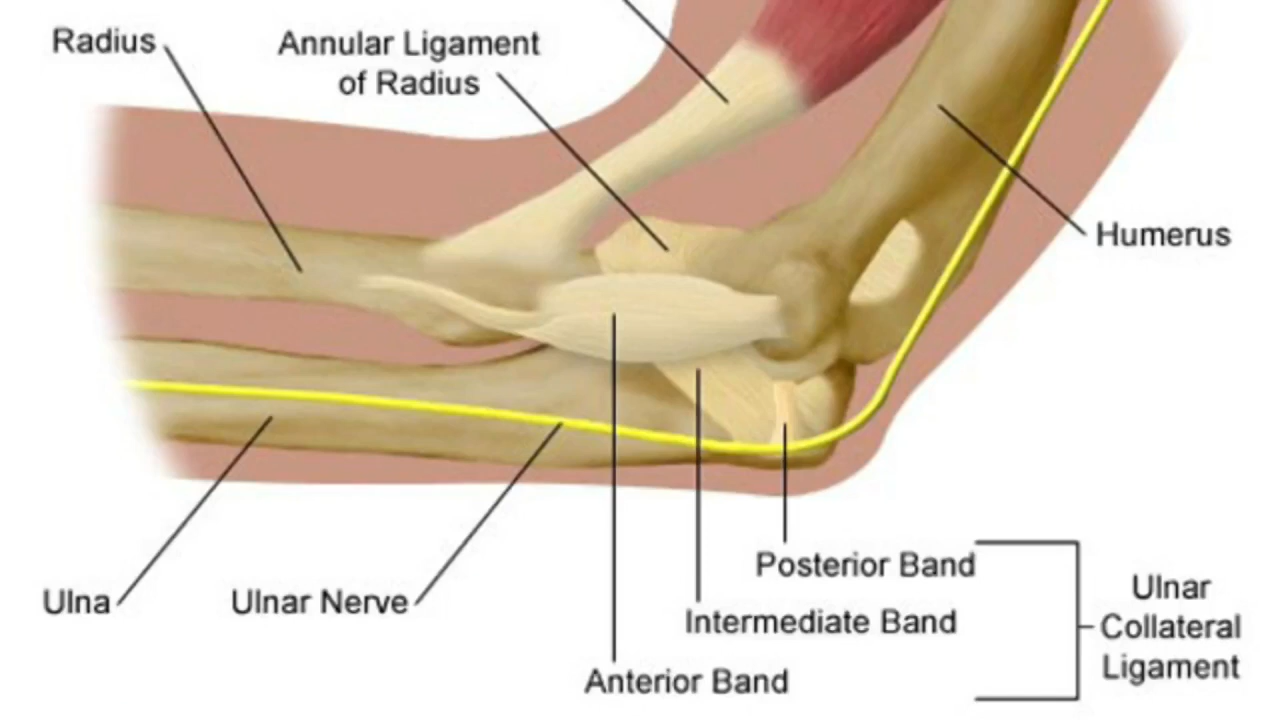 Radius
Annular Ligament
of Radius
Humerus
Ulna
Ulnar Nerve
Posterior Band
Intermediate Band
Anterior Band
Ulnar
Collateral
Ligament